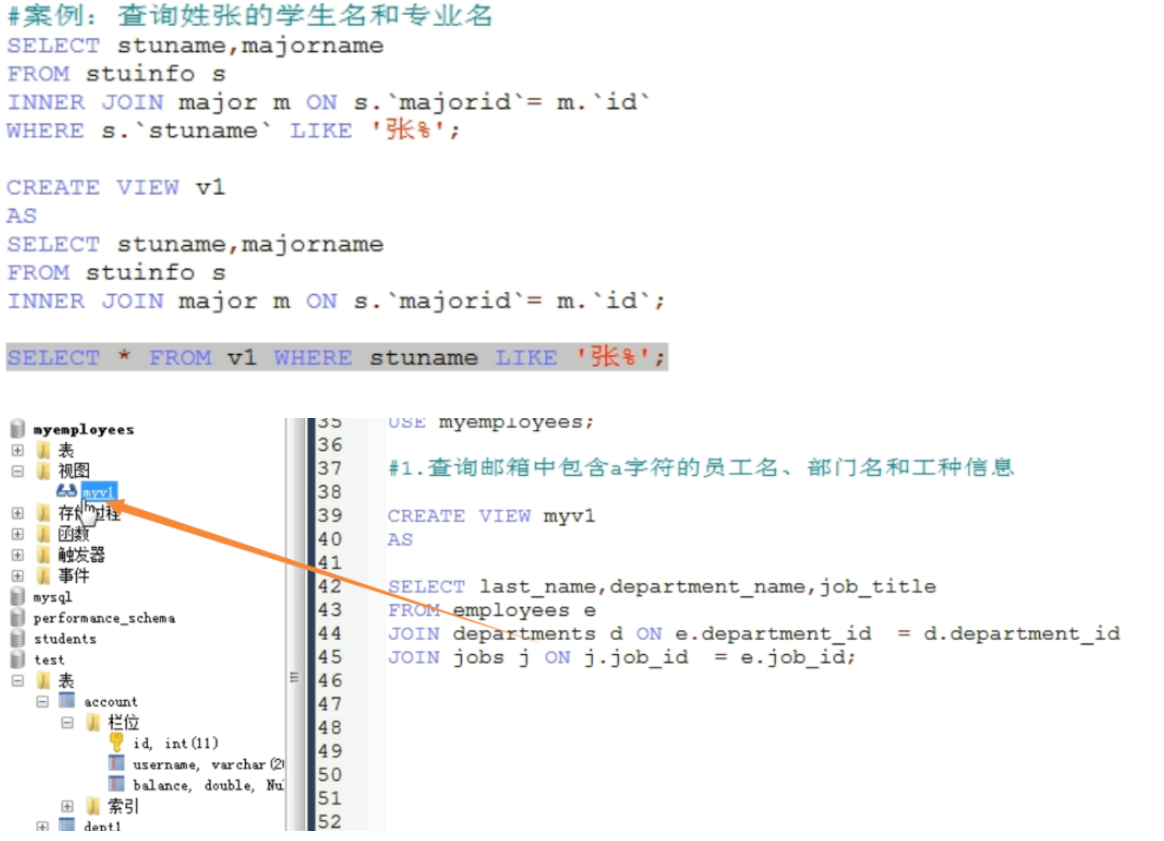 #案例：查询姓张的学生名和专业名
SELECT stuname,majorname
FROM stuinfo s
INNER JOIN major m ON s.`majorid`= m.`id`
WHERE s.`stuname` LIKE '张%';
CREATE VIEW v1
AS
SELECT stuname,majorname
FROM stuinfo s
INNER JOIN major m ON s.`majorid`= m.`id`;
SELECT * FROM v1 WHERE stuname LIKE '张%';
myemployees
表
视图
myv1
存储过程
函数
触发器
事件
mysql
performance_schema
students
test
表
account
栏位
id, int(11)
username, varchar(20
balance, double, Nu
索引
dept1
35 USE myemployees;
36
37 #1.查询邮箱中包含a字符的员工名、部门名和工种信息
38
39 CREATE VIEW myv1
40 AS
41
42 SELECT last_name,department_name,job_title
43 FROM employees e
44 JOIN departments d ON e.department_id  = d.department_id
45 JOIN jobs j ON j.job_id  = e.job_id;
46
47
48
49
50
51
52